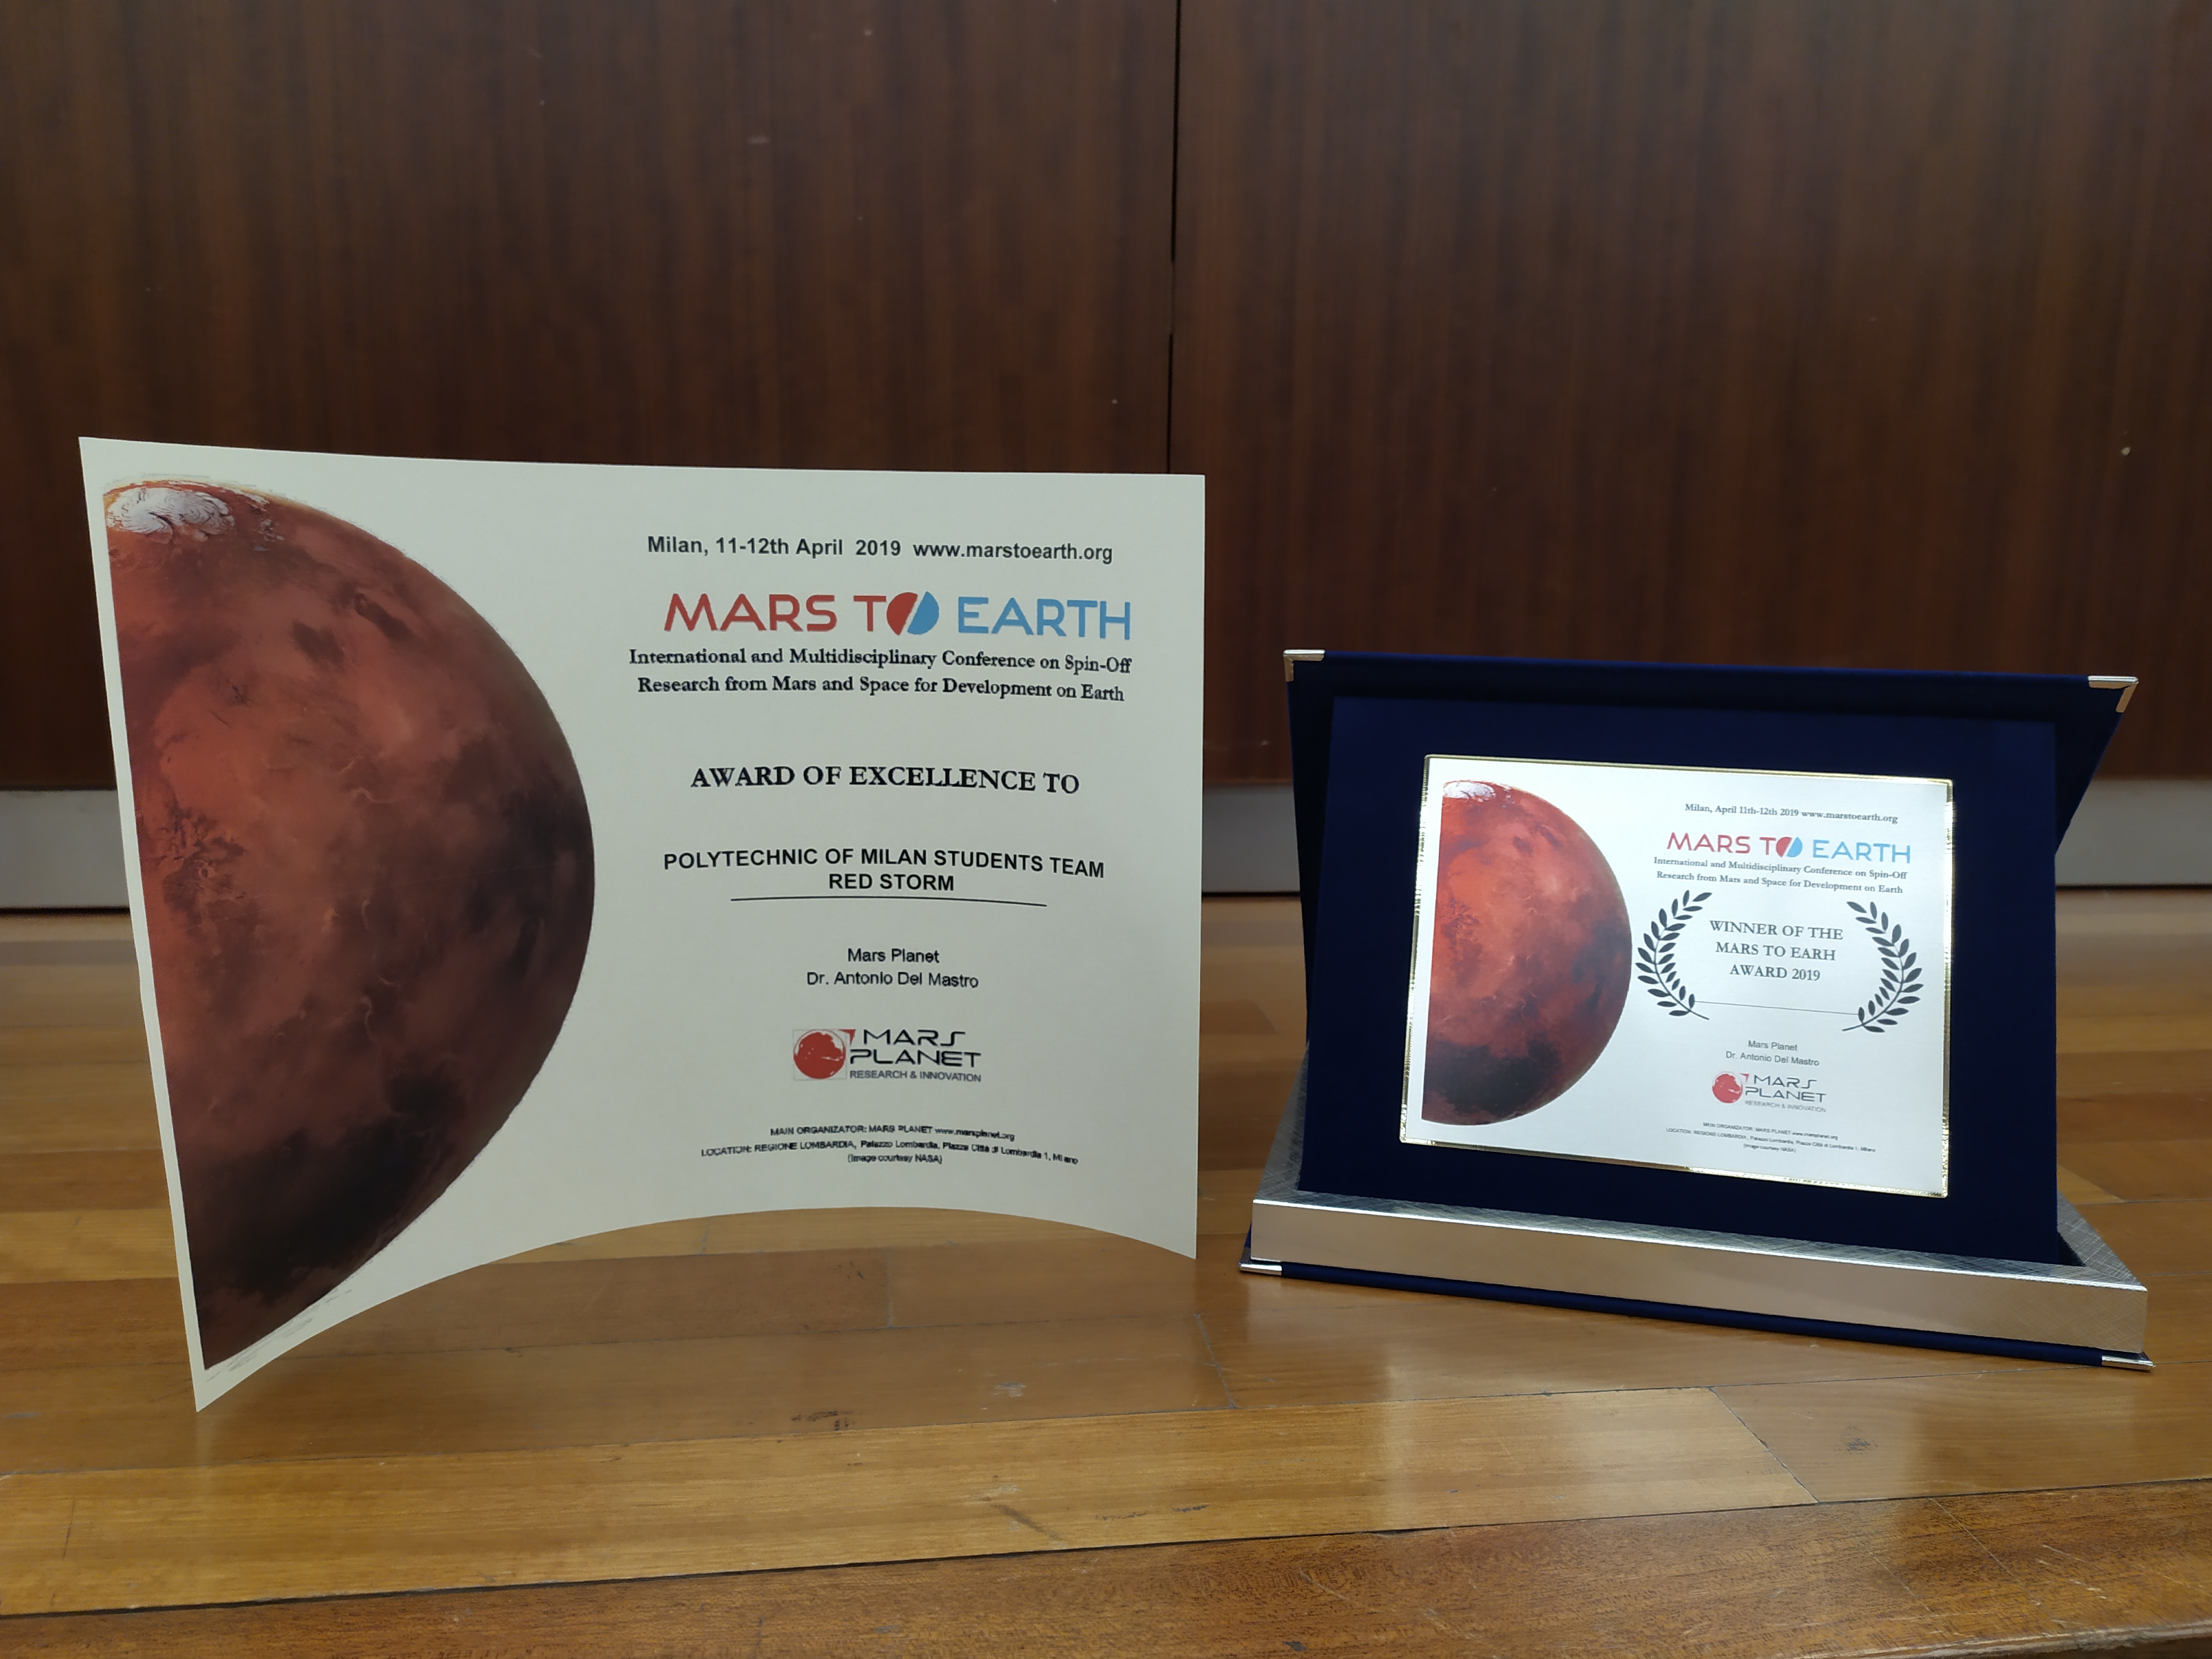 Milan, 11-12th April 2019 www.marstoearth.org
MARS TO EARTH
International and Multidisciplinary Conference on Spin-Off
Research from Mars and Space for Development on Earth
AWARD OF EXCELLENCE TO
POLYTECHNIC OF MILAN STUDENTS TEAM
RED STORM
Mars Planet
Dr. Antonio Del Mastro
MARS
PLANET
RESEARCH & INNOVATION
MAIN ORGANIZATOR: MARS PLANET www.marsplanet.org
LOCATION: REGIONE LOMBARDIA, Palazzo Lombardia, Piazza Città di Lombardia 1, Milano
(Image courtesy NASA)
Milan, April 11th-12th 2019 www.marstoearth.org
MARS TO EARTH
International and Multidisciplinary Conference on Spin-Off
Research from Mars and Space for Development on Earth
WINNER OF THE
MARS TO EARH
AWARD 2019
Mars Planet
Dr. Antonio Del Mastro
MARS
PLANET
RESEARCH & INNOVATION
MAIN ORGANIZATOR: MARS PLANET www.marsplanet.org
LOCATION: REGIONE LOMBARDIA, Palazzo Lombardia, Piazza Città di Lombardia 1, Milano
(Image courtesy NASA)